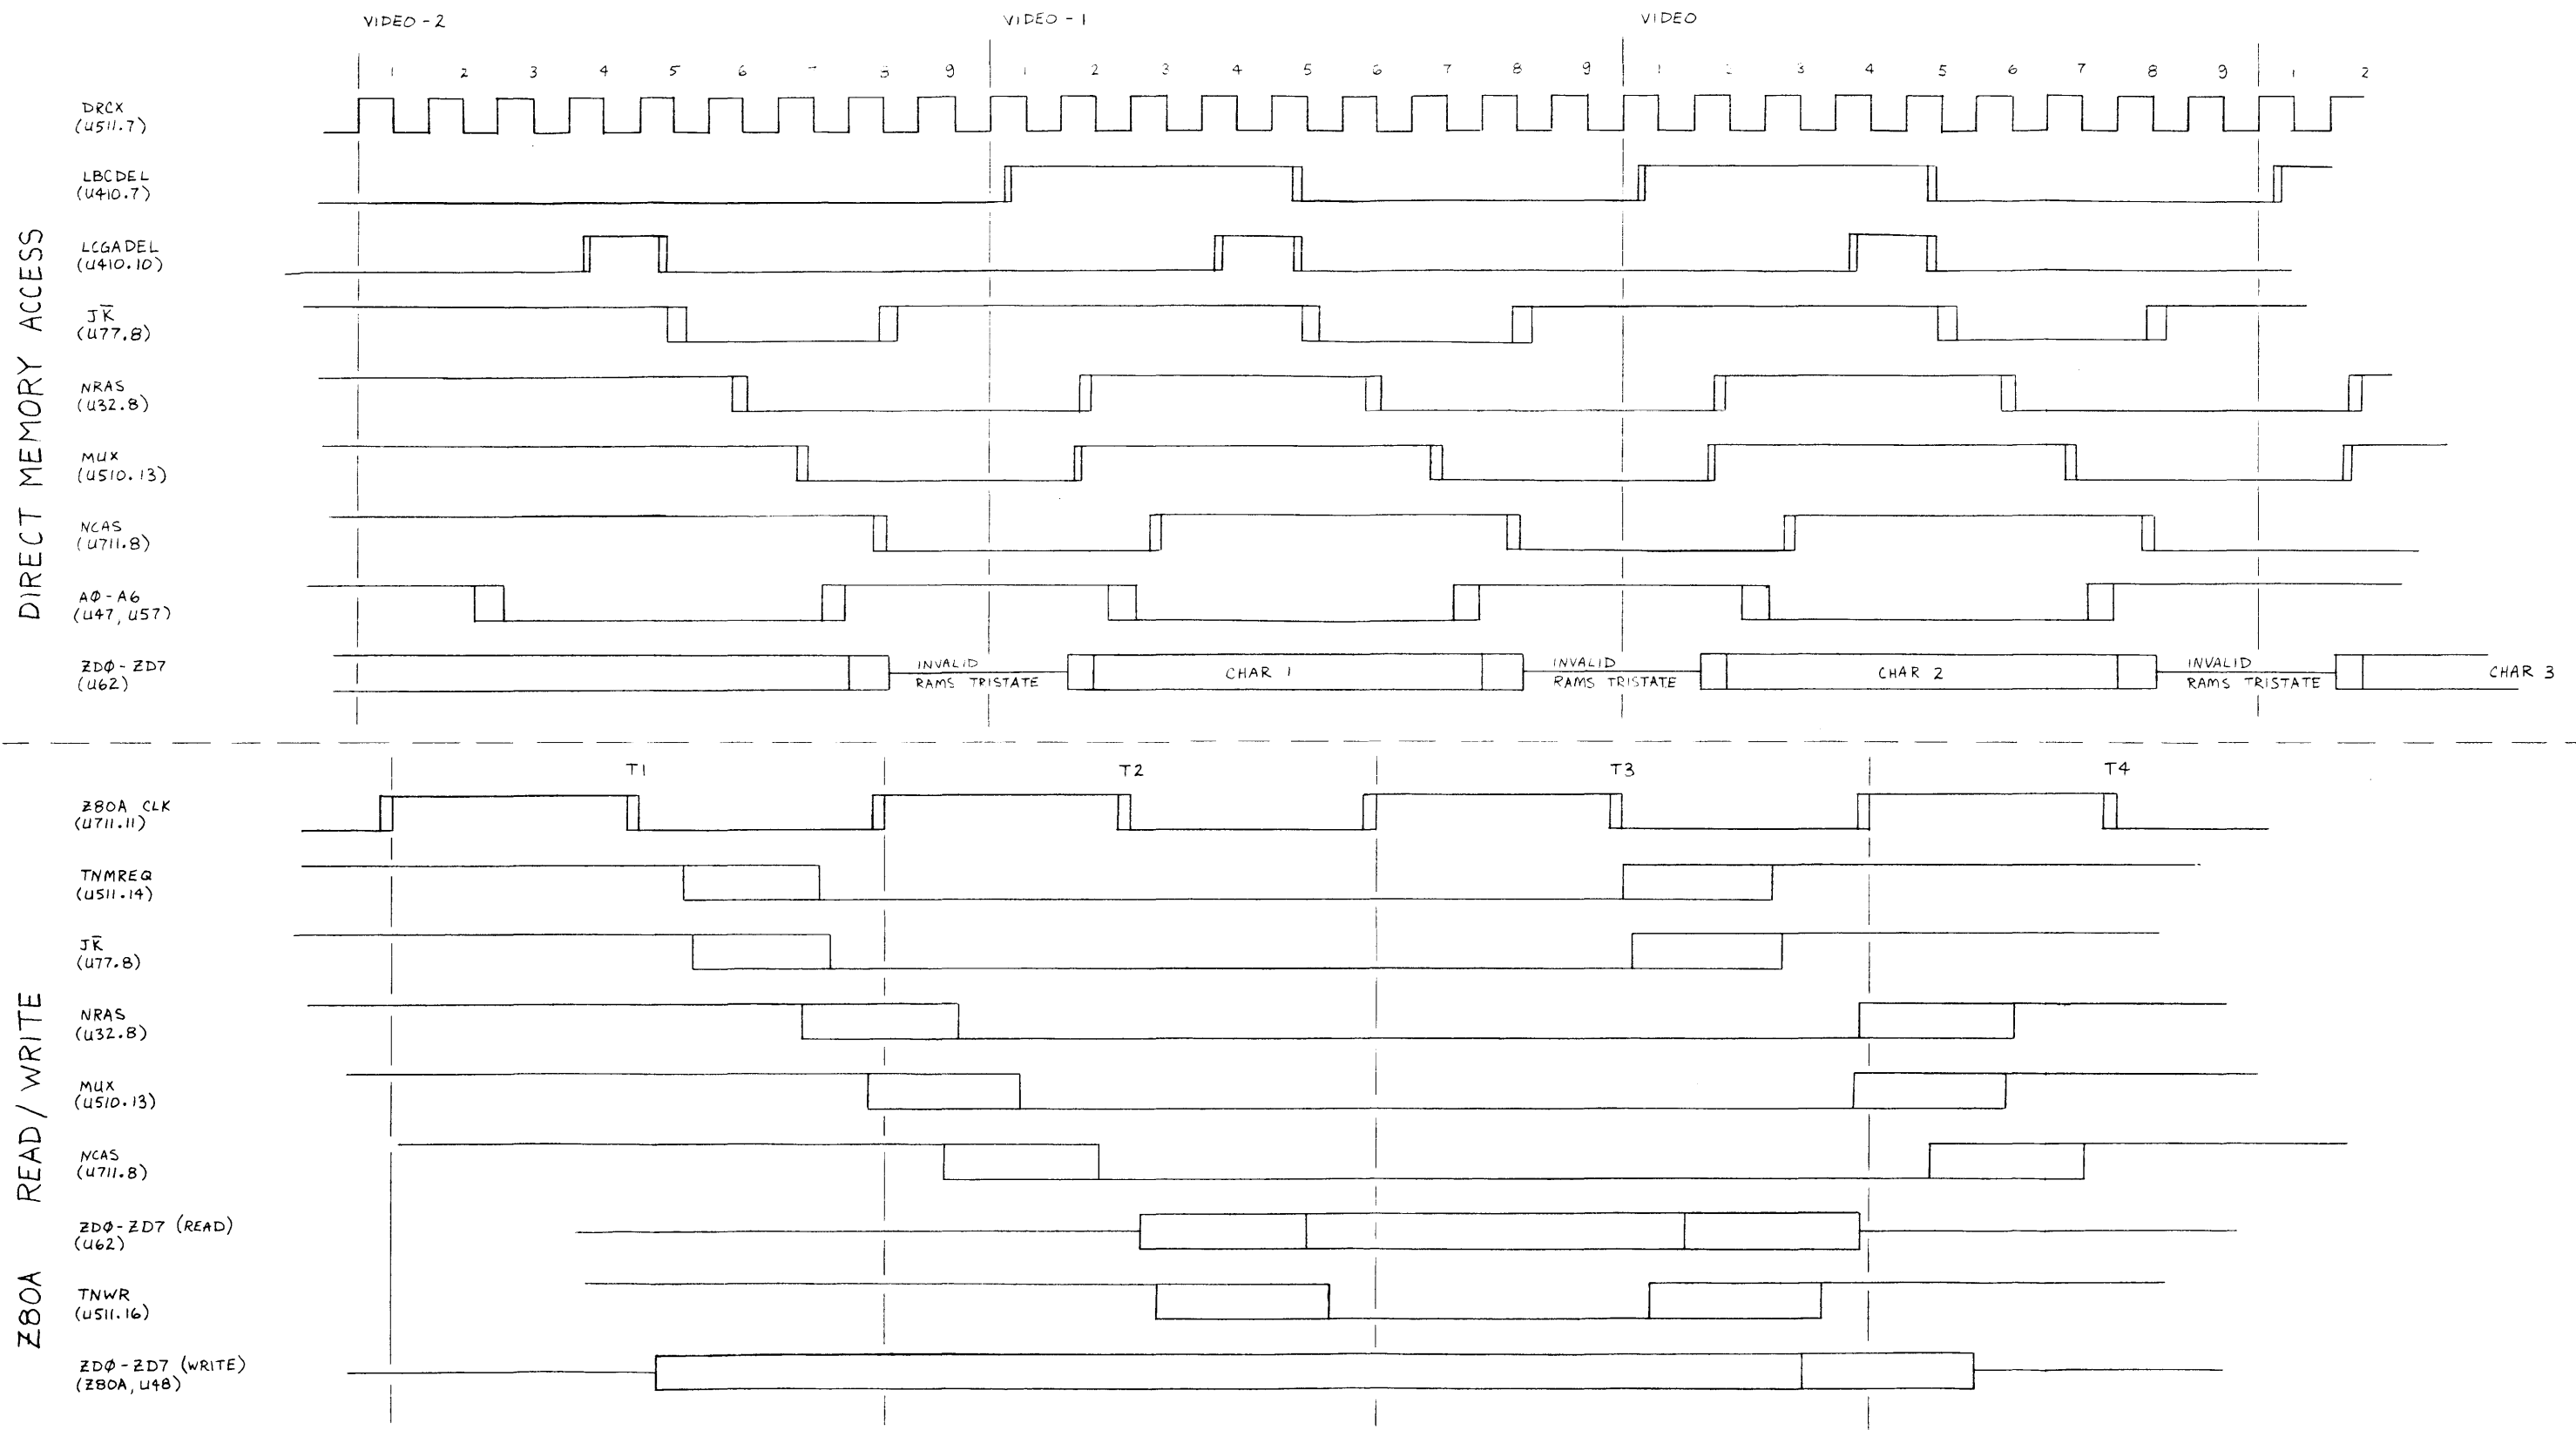 VIDEO - 2 VIDEO - 1 VIDEO
1 2 3 4 5 6 7 8 9 1 2 3 4 5 6 7 8 9 1 2 3 4 5 6 7 8 9 1 2
DIRECT MEMORY ACCESS
DRCX
(U511.7)
LBCDEL
(U410.7)
LCGADEL
(U410.10)
JK̅
(U77.8)
NRAS
(U32.8)
MUX
(U510.13)
NCAS
(U711.8)
AØ-A6
(U47, U57)
ZDØ-ZD7
(U62)
INVALID
RAMS TRISTATE
CHAR 1
INVALID
RAMS TRISTATE
CHAR 2
INVALID
RAMS TRISTATE
CHAR 3
T1 T2 T3 T4
Z80A READ/WRITE
Z80A CLK
(U711.11)
TNMREQ
(U511.14)
JK̅
(U77.8)
NRAS
(U32.8)
MUX
(U510.13)
NCAS
(U711.8)
ZDØ-ZD7 (READ)
(U62)
TNWR
(U511.16)
ZDØ-ZD7 (WRITE)
(Z80A, U48)